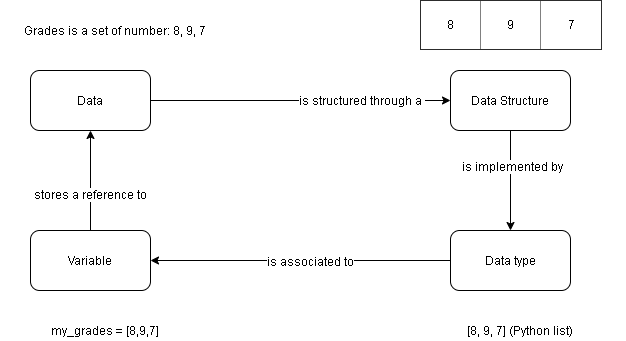 Grades is a set of number: 8, 9, 7
8 9 7
Data
is structured through a
Data Structure
is implemented by
stores a reference to
Variable
is associated to
Data type
my_grades = [8,9,7]
[8, 9, 7] (Python list)